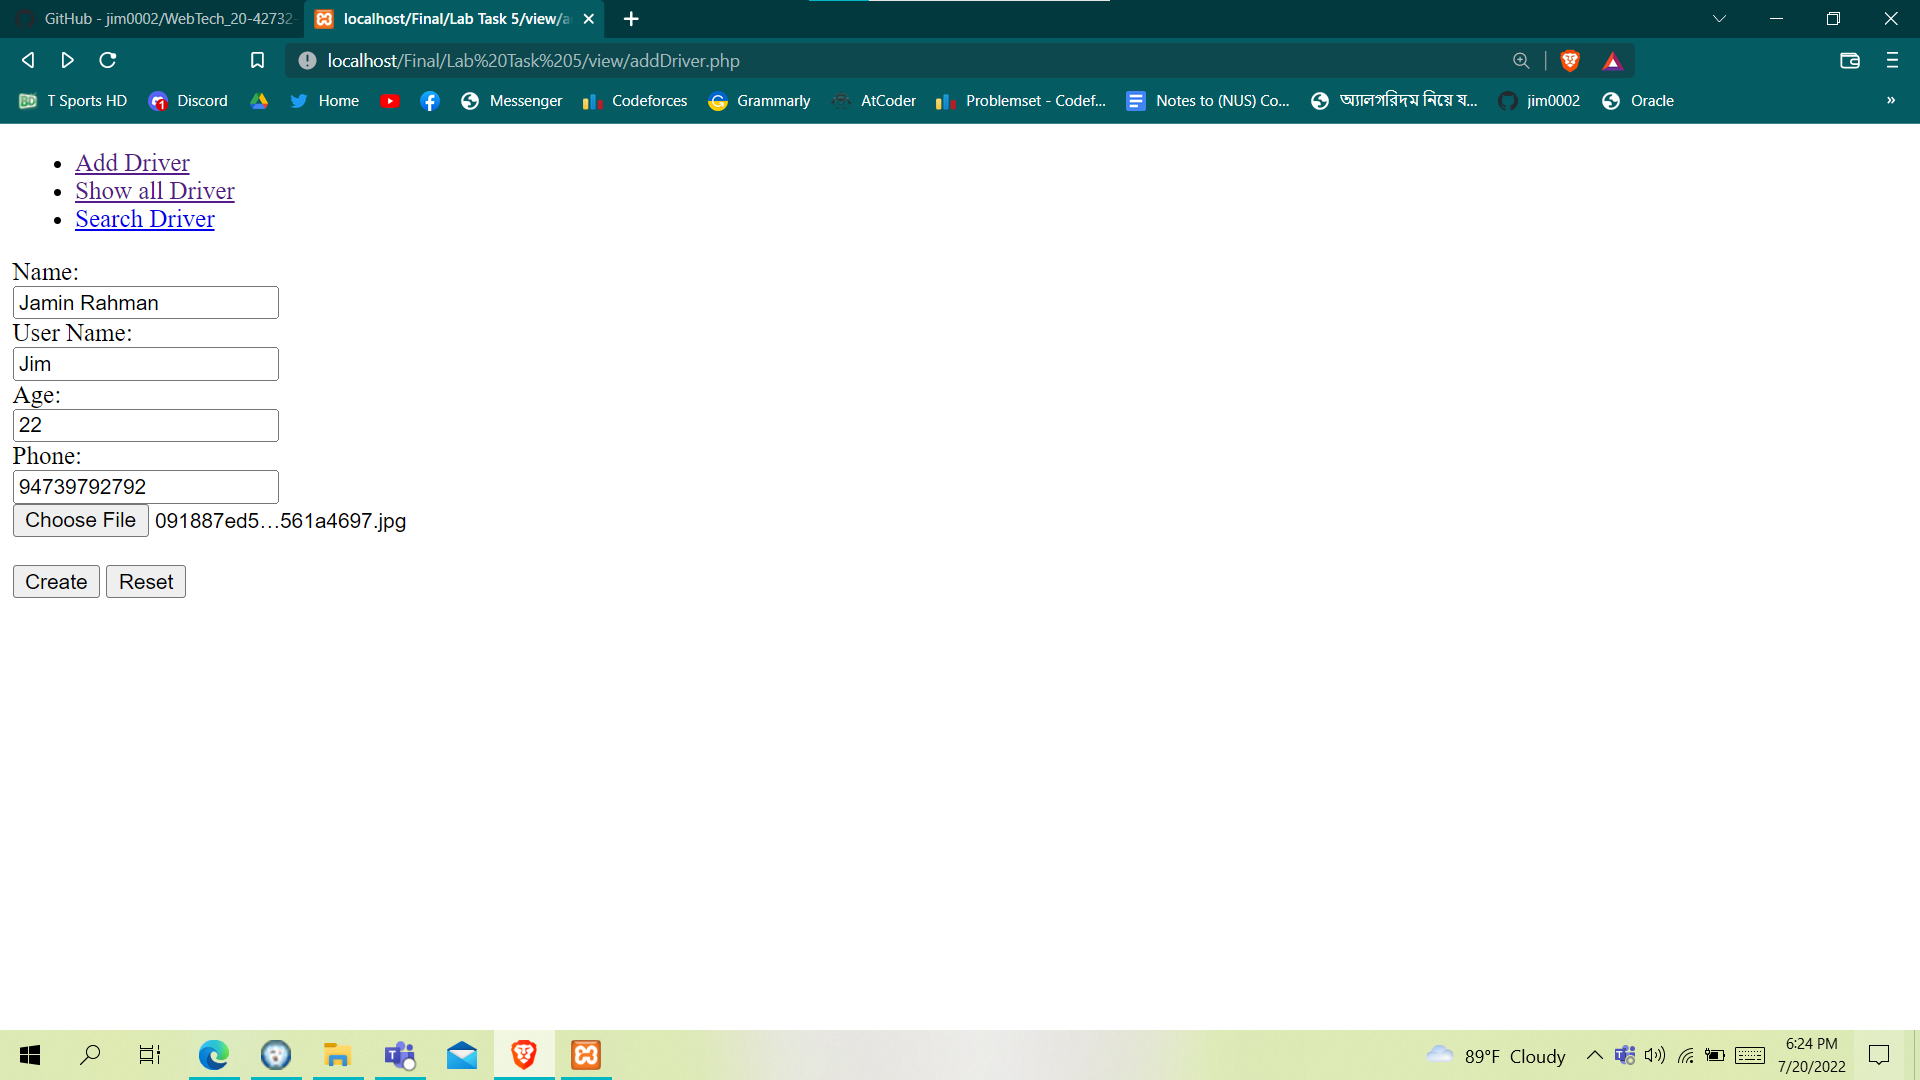 GitHub - jim0002/WebTech_20-42732-
localhost/Final/Lab Task 5/view/a
localhost/Final/Lab%20Task%205/view/addDriver.php
T Sports HD
Discord
Home
Messenger
Codeforces
Grammarly
AtCoder
Problemset - Codef...
Notes to (NUS) Co...
অ্যালগরিদম নিয়ে য...
jim0002
Oracle
»
Add Driver
Show all Driver
Search Driver
Name:
Jamin Rahman
User Name:
Jim
Age:
22
Phone:
94739792792
Choose File 091887ed5...561a4697.jpg
Create Reset
89°F Cloudy
6:24 PM
7/20/2022